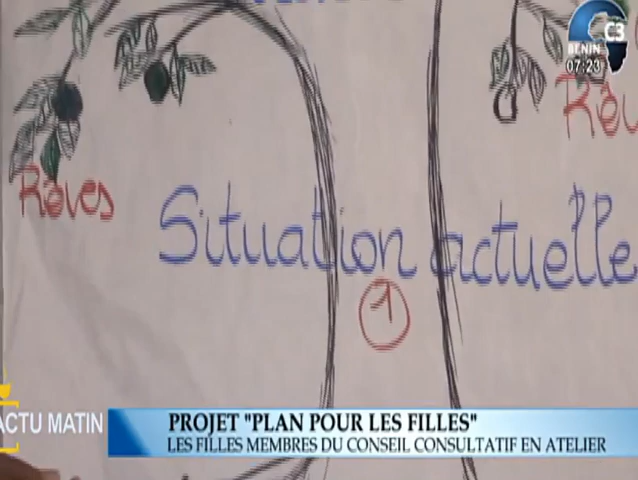 C3
BENIN
07:23
Rêves
Situation actuelle
1
ACTU MATIN
PROJET "PLAN POUR LES FILLES"
LES FILLES MEMBRES DU CONSEIL CONSULTATIF EN ATELIER